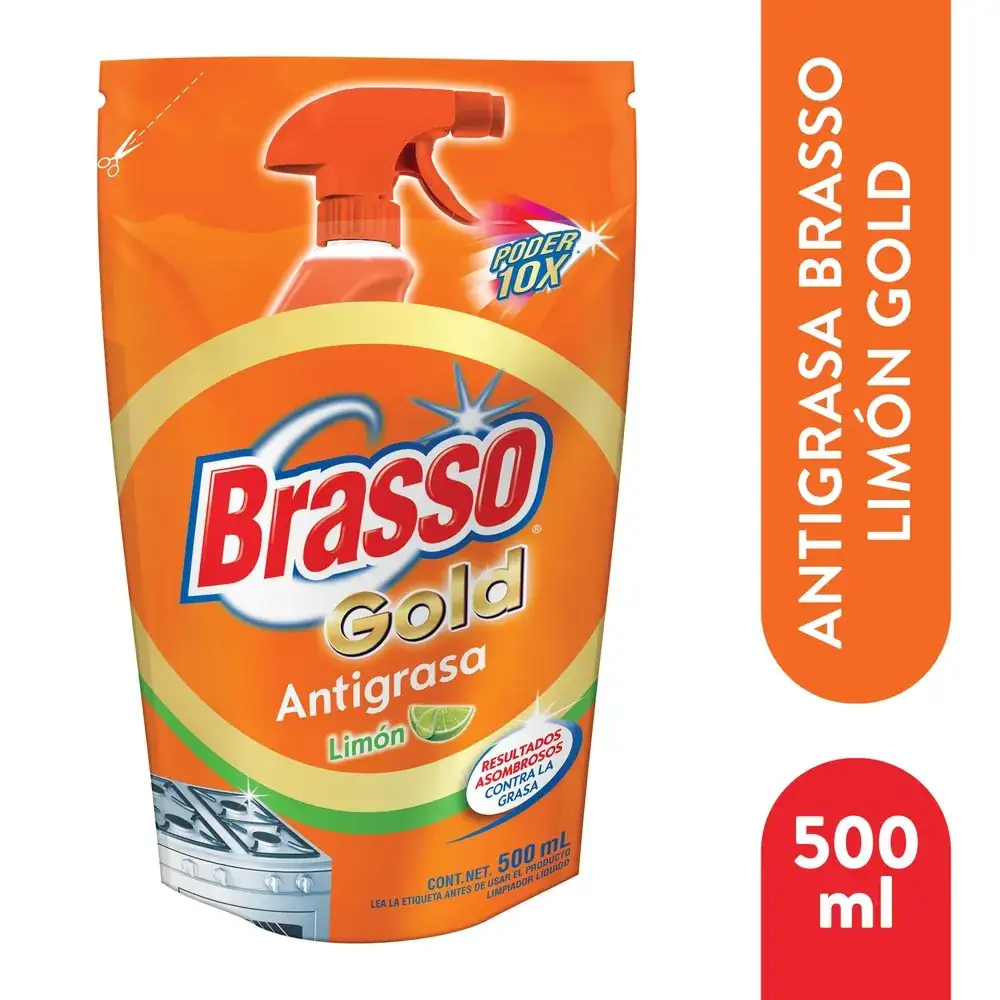 PODER
10X
Brasso®
Gold
Antigrasa
Limón
RESULTADOS
ASOMBROSOS
CONTRA LA
GRASA
CONT.NET. 500 mL
LEA LA ETIQUETA ANTES DE USAR EL PRODUCTO
LIMPIADOR LÍQUIDO
ANTIGRASA BRASSO
LIMÓN GOLD
500
ml